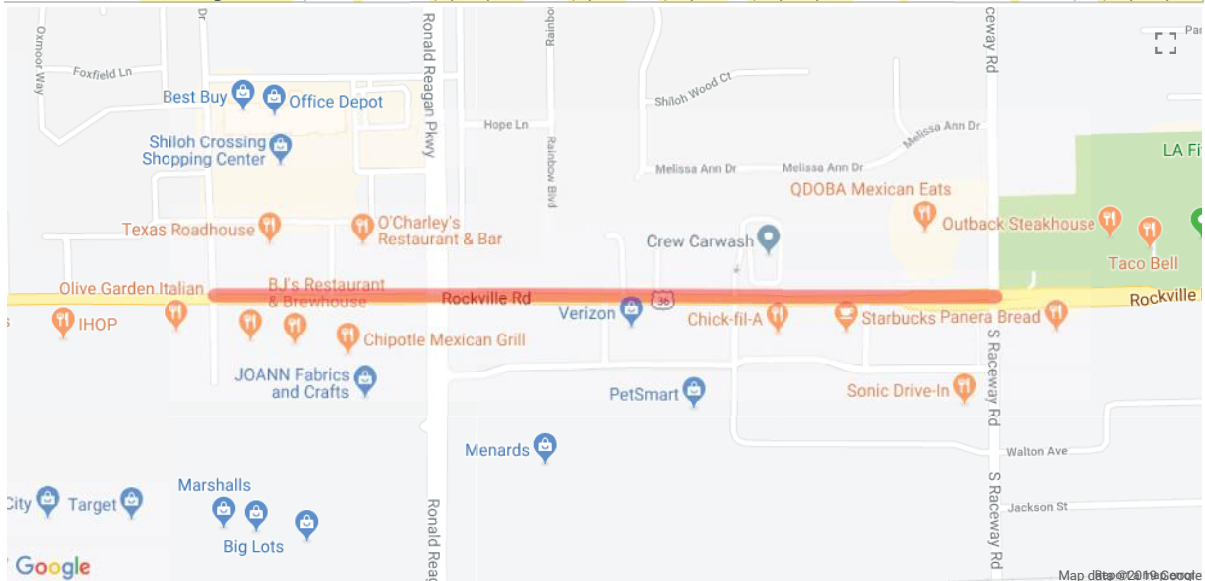 Dr
Oxmoor Way
Ronald Reagan Pkwy
ceway Rd
Foxfield Ln
Best Buy
Office Depot
Shiloh Wood Ct
Hope Ln
Melissa Ann Dr
Shiloh Crossing
Shopping Center
Rainbow Blvd
Melissa Ann Dr
Melissa Ann Dr
LA Fi
QDOBA Mexican Eats
Texas Roadhouse
O'Charley's
Restaurant & Bar
Crew Carwash
Outback Steakhouse
Taco Bell
Olive Garden Italian
BJ's Restaurant
& Brewhouse
Rockville Rd
36
Rockville
IHOP
Verizon
Chick-fil-A
Starbucks
Panera Bread
Chipotle Mexican Grill
S Raceway Rd
JOANN Fabrics
and Crafts
PetSmart
Sonic Drive-In
Menards
Walton Ave
City
Target
Marshalls
Big Lots
Ronald Reag
S Raceway Rd
Jackson St
Google
Map data ©2019 Google